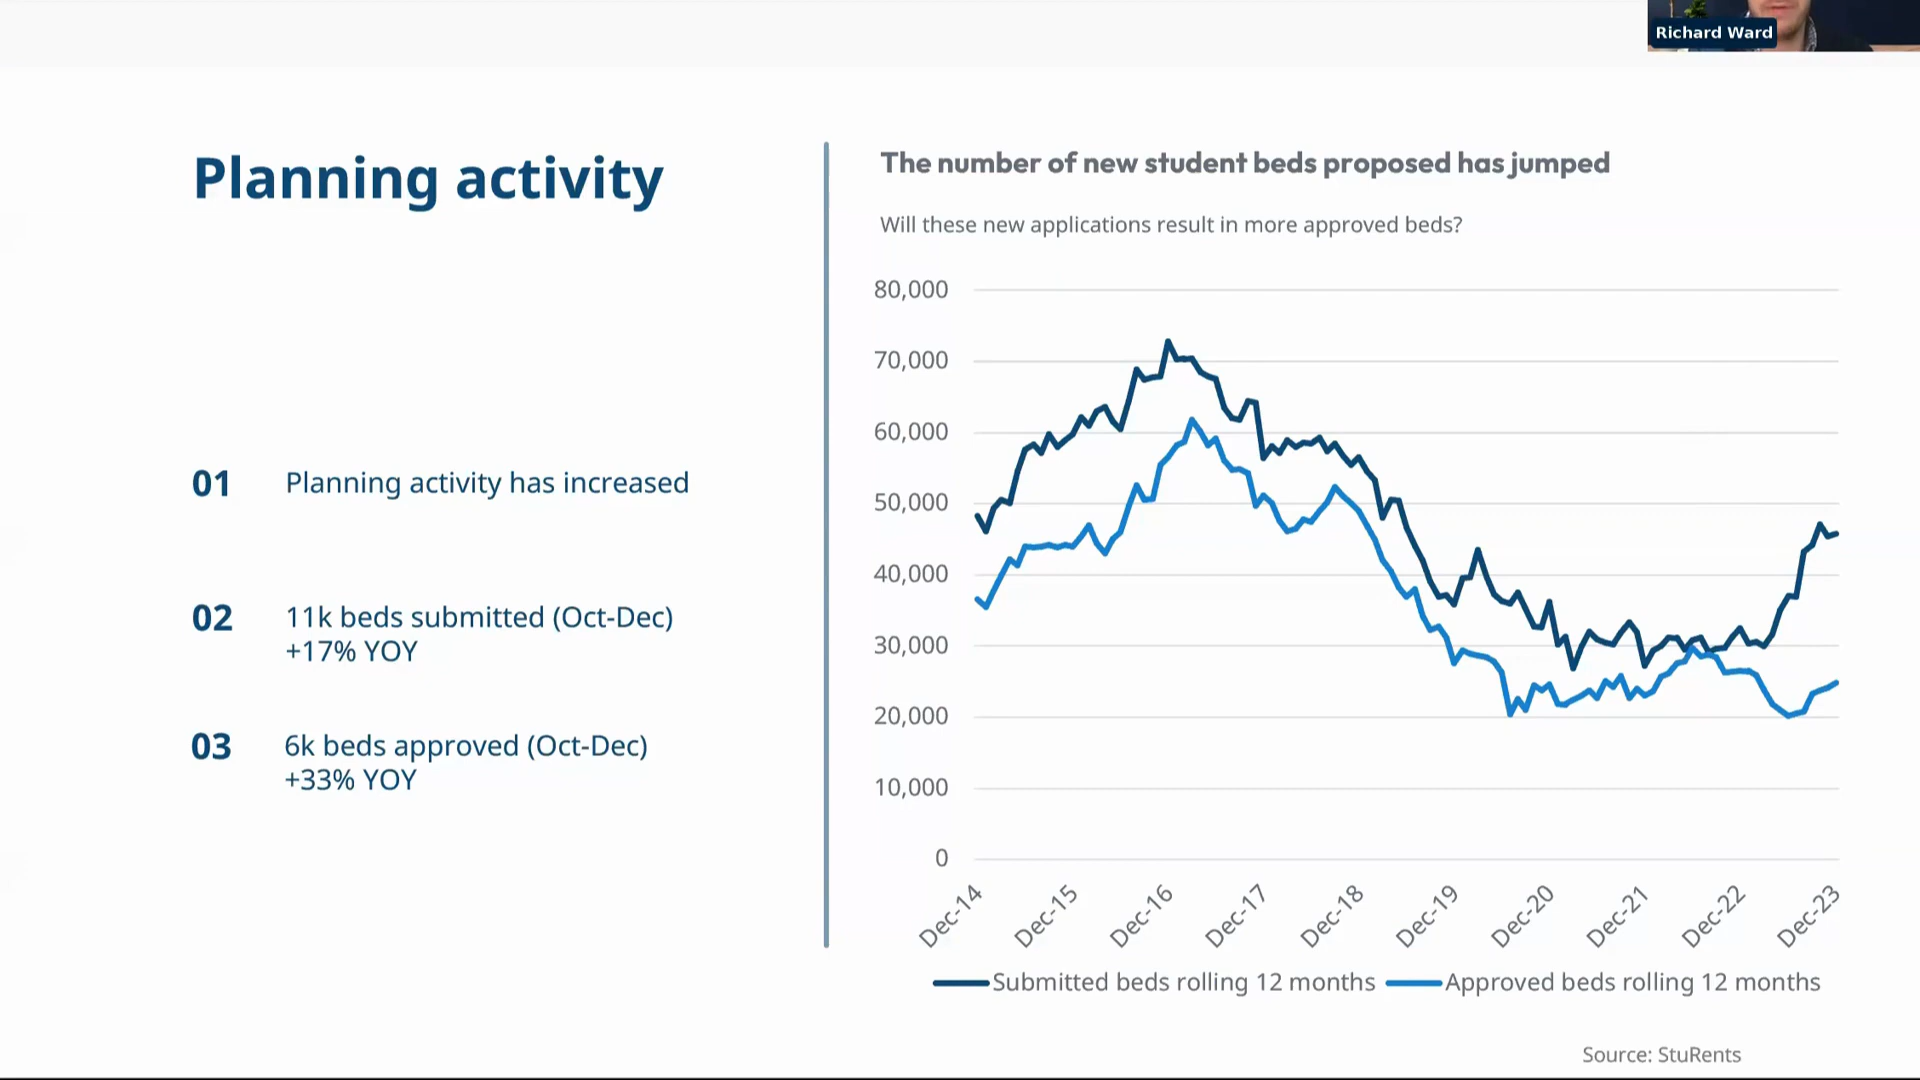 Richard Ward
Planning activity
01 Planning activity has increased
02 11k beds submitted (Oct-Dec)
+17% YOY
03 6k beds approved (Oct-Dec)
+33% YOY
The number of new student beds proposed has jumped
Will these new applications result in more approved beds?
80,000
70,000
60,000
50,000
40,000
30,000
20,000
10,000
0
Dec-14
Dec-15
Dec-16
Dec-17
Dec-18
Dec-19
Dec-20
Dec-21
Dec-22
Dec-23
Submitted beds rolling 12 months
Approved beds rolling 12 months
Source: StuRents